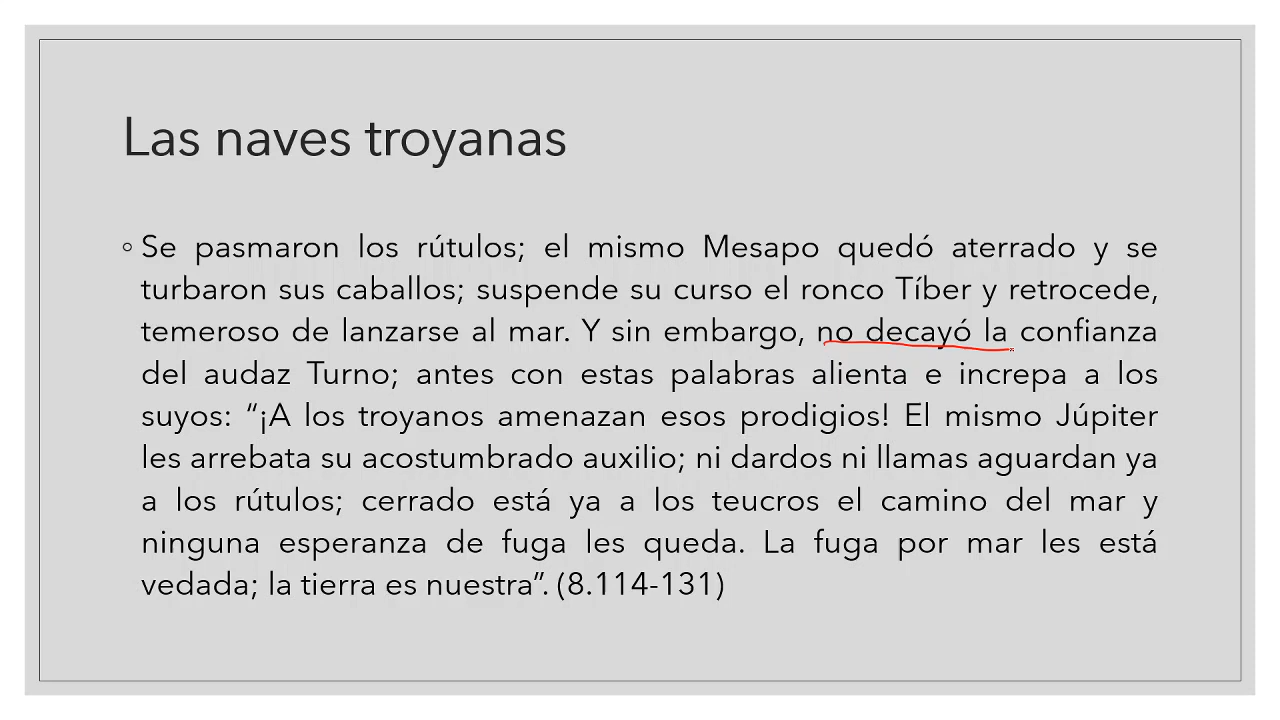 Las naves troyanas
◦ Se pasmaron los rútulos; el mismo Mesapo quedó aterrado y se
turbaron sus caballos; suspende su curso el ronco Tíber y retrocede,
temeroso de lanzarse al mar. Y sin embargo, no decayó la confianza
del audaz Turno; antes con estas palabras alienta e increpa a los
suyos: “¡A los troyanos amenazan esos prodigios! El mismo Júpiter
les arrebata su acostumbrado auxilio; ni dardos ni llamas aguardan ya
a los rútulos; cerrado está ya a los teucros el camino del mar y
ninguna esperanza de fuga les queda. La fuga por mar les está
vedada; la tierra es nuestra”. (8.114-131)